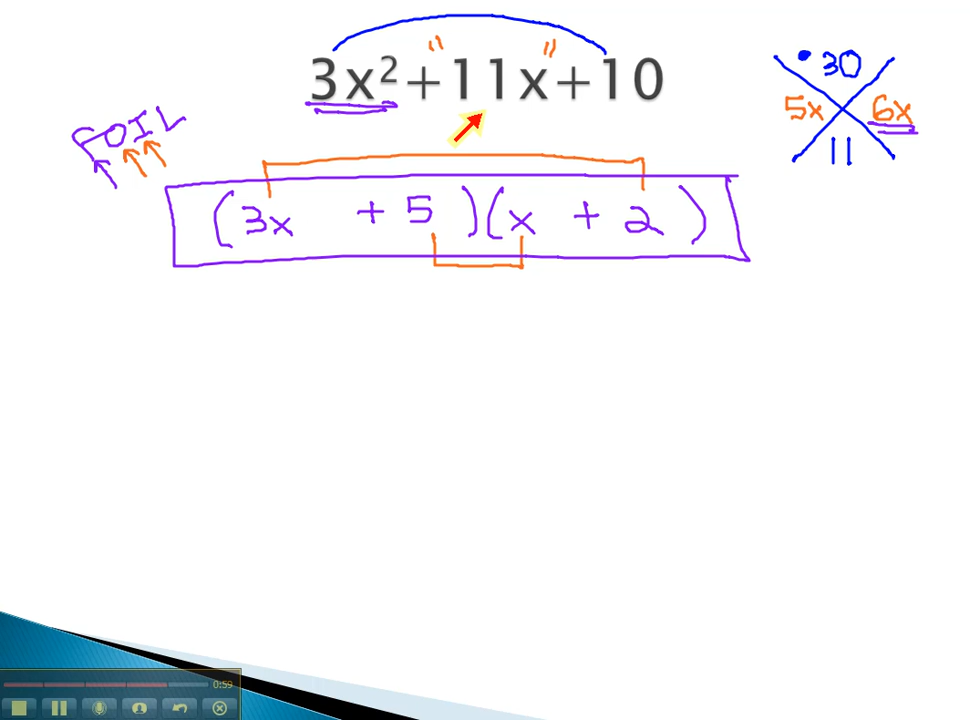 3x²+11x+10
• 30
5x 6x
11
FOIL
(3x + 5)(x + 2)
0:59